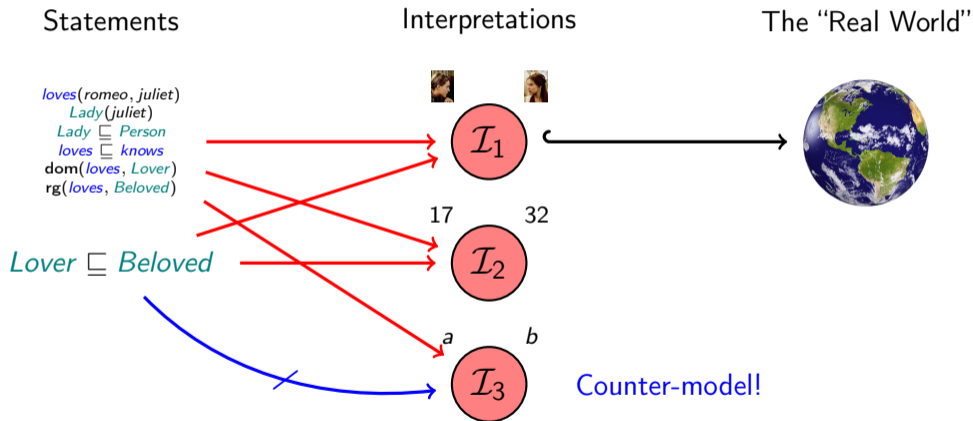 Statements
Interpretations
The “Real World”
loves(romeo, juliet)
Lady(juliet)
Lady ⊑ Person
loves ⊑ knows
dom(loves, Lover)
rg(loves, Beloved)
Lover ⊑ Beloved
ℐ₁
17 32
ℐ₂
a b
ℐ₃
Counter-model!